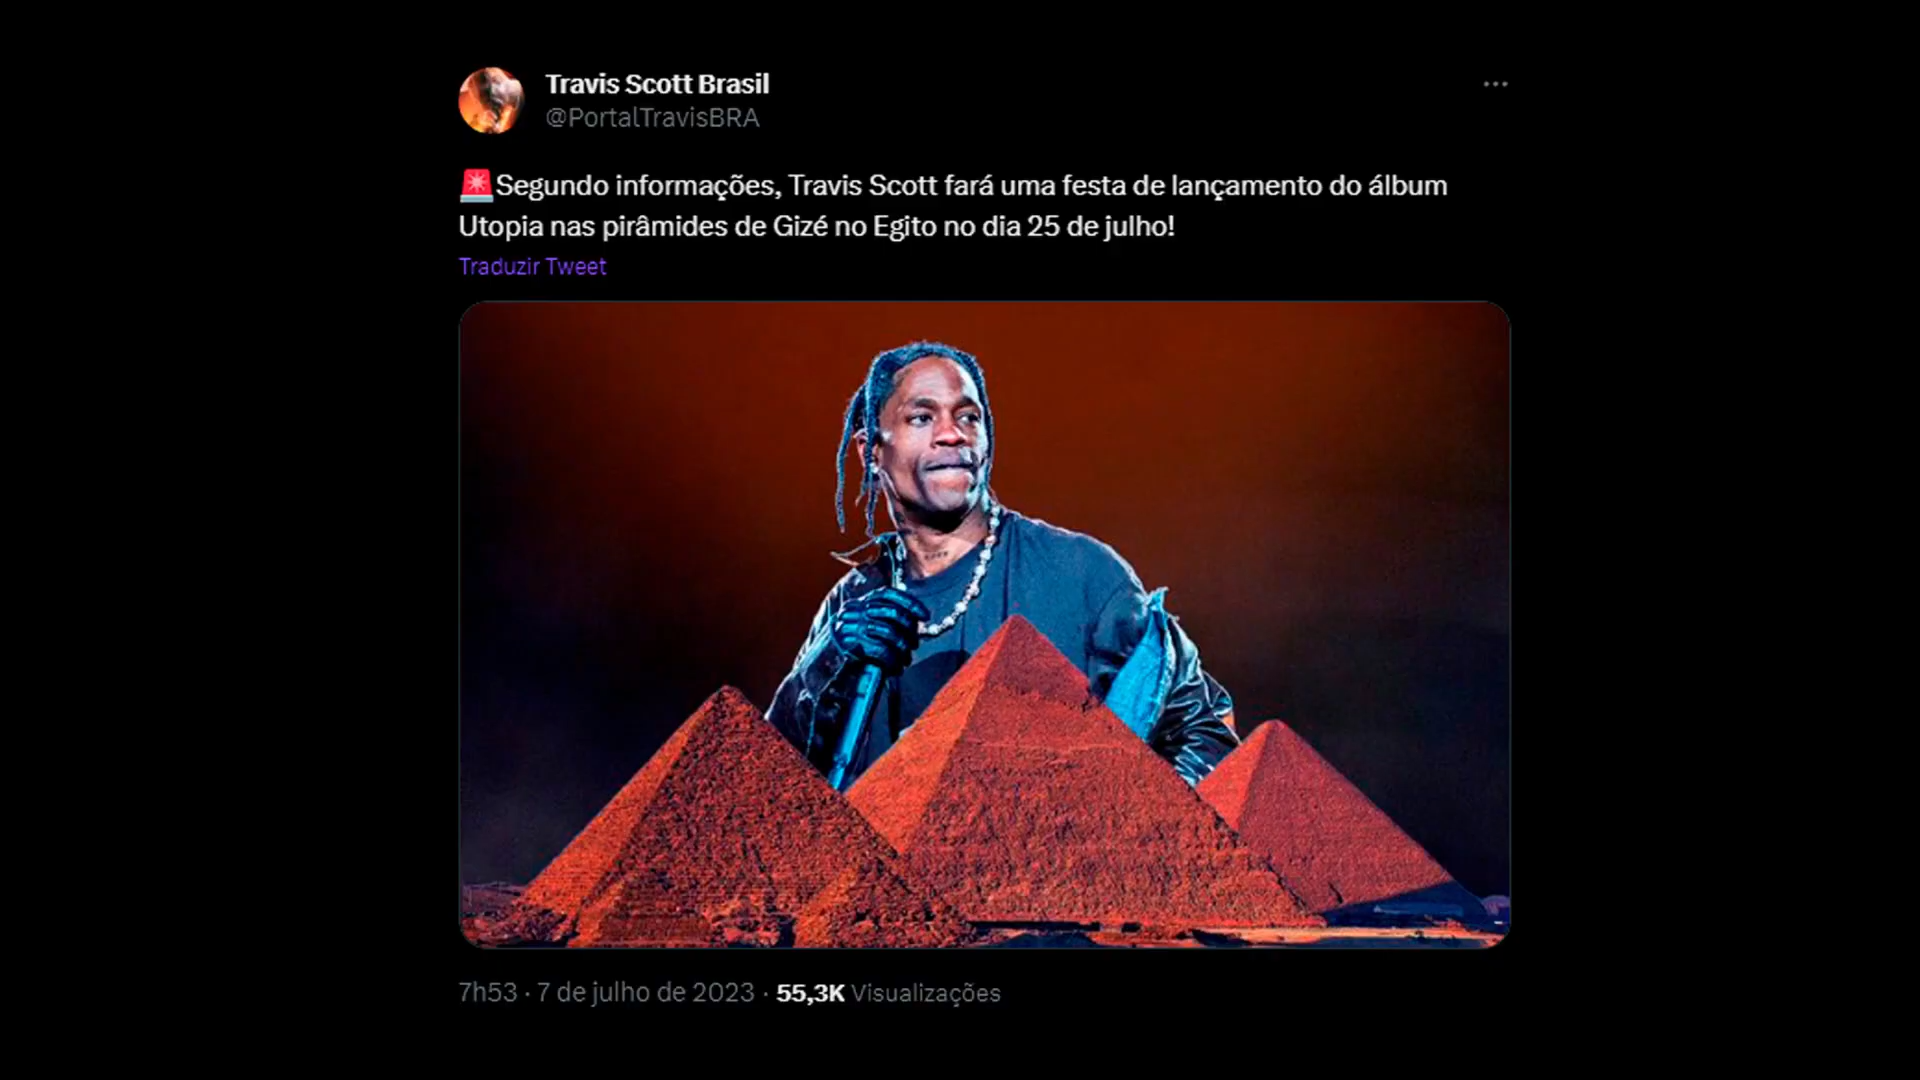 Travis Scott Brasil
@PortalTravisBRA
🚨Segundo informações, Travis Scott fará uma festa de lançamento do álbum
Utopia nas pirâmides de Gizé no Egito no dia 25 de julho!
Traduzir Tweet
7h53 · 7 de julho de 2023 · 55,3K Visualizações